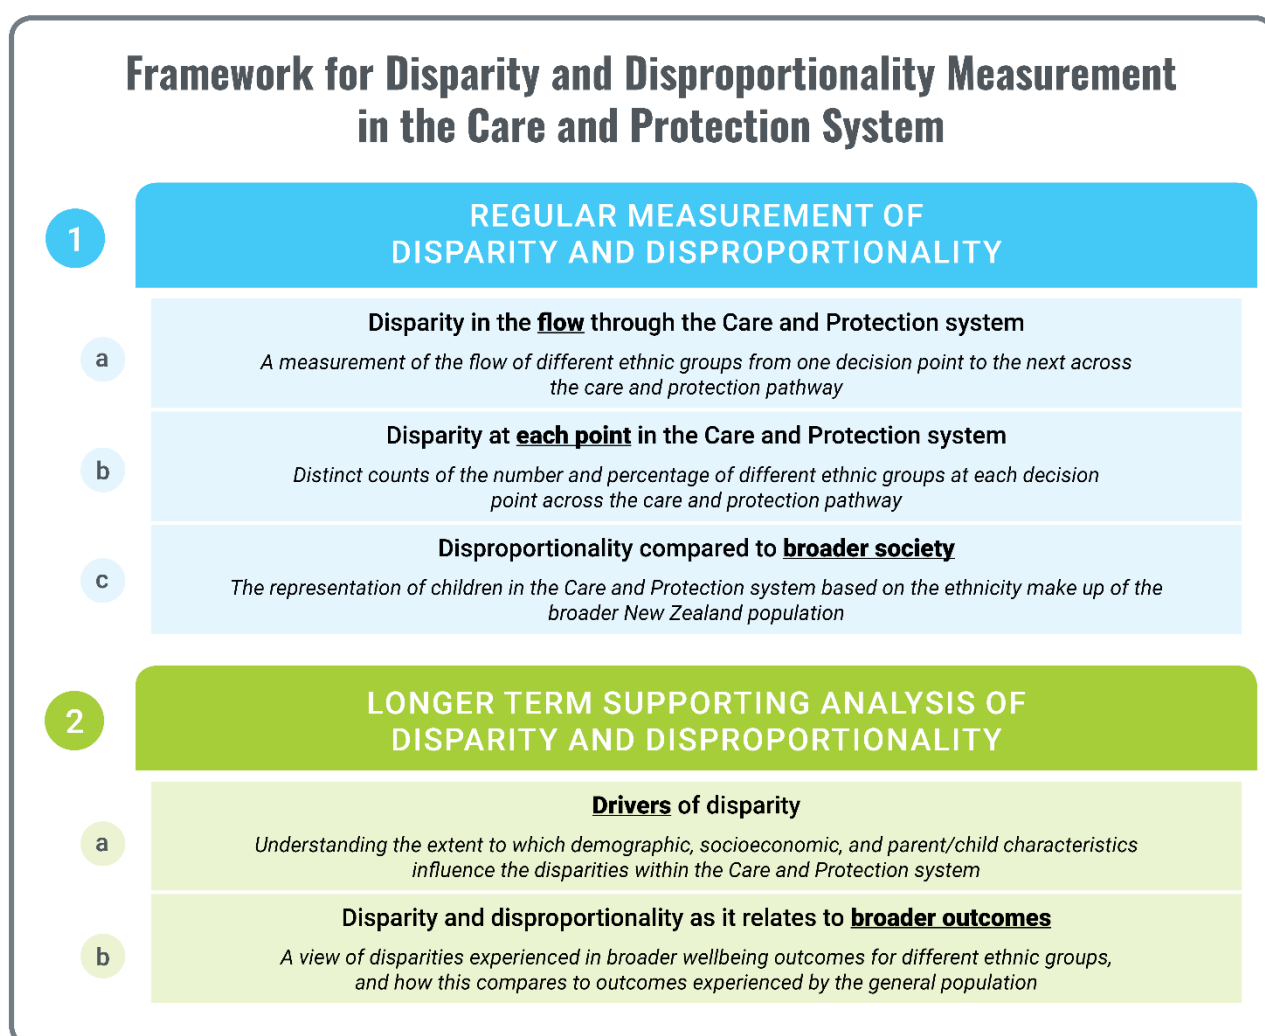 Framework for Disparity and Disproportionality Measurement
in the Care and Protection System
1
REGULAR MEASUREMENT OF
DISPARITY AND DISPROPORTIONALITY
a
Disparity in the flow through the Care and Protection system
A measurement of the flow of different ethnic groups from one decision point to the next across
the care and protection pathway
b
Disparity at each point in the Care and Protection system
Distinct counts of the number and percentage of different ethnic groups at each decision
point across the care and protection pathway
c
Disproportionality compared to broader society
The representation of children in the Care and Protection system based on the ethnicity make up of the
broader New Zealand population
2
LONGER TERM SUPPORTING ANALYSIS OF
DISPARITY AND DISPROPORTIONALITY
a
Drivers of disparity
Understanding the extent to which demographic, socioeconomic, and parent/child characteristics
influence the disparities within the Care and Protection system
b
Disparity and disproportionality as it relates to broader outcomes
A view of disparities experienced in broader wellbeing outcomes for different ethnic groups,
and how this compares to outcomes experienced by the general population